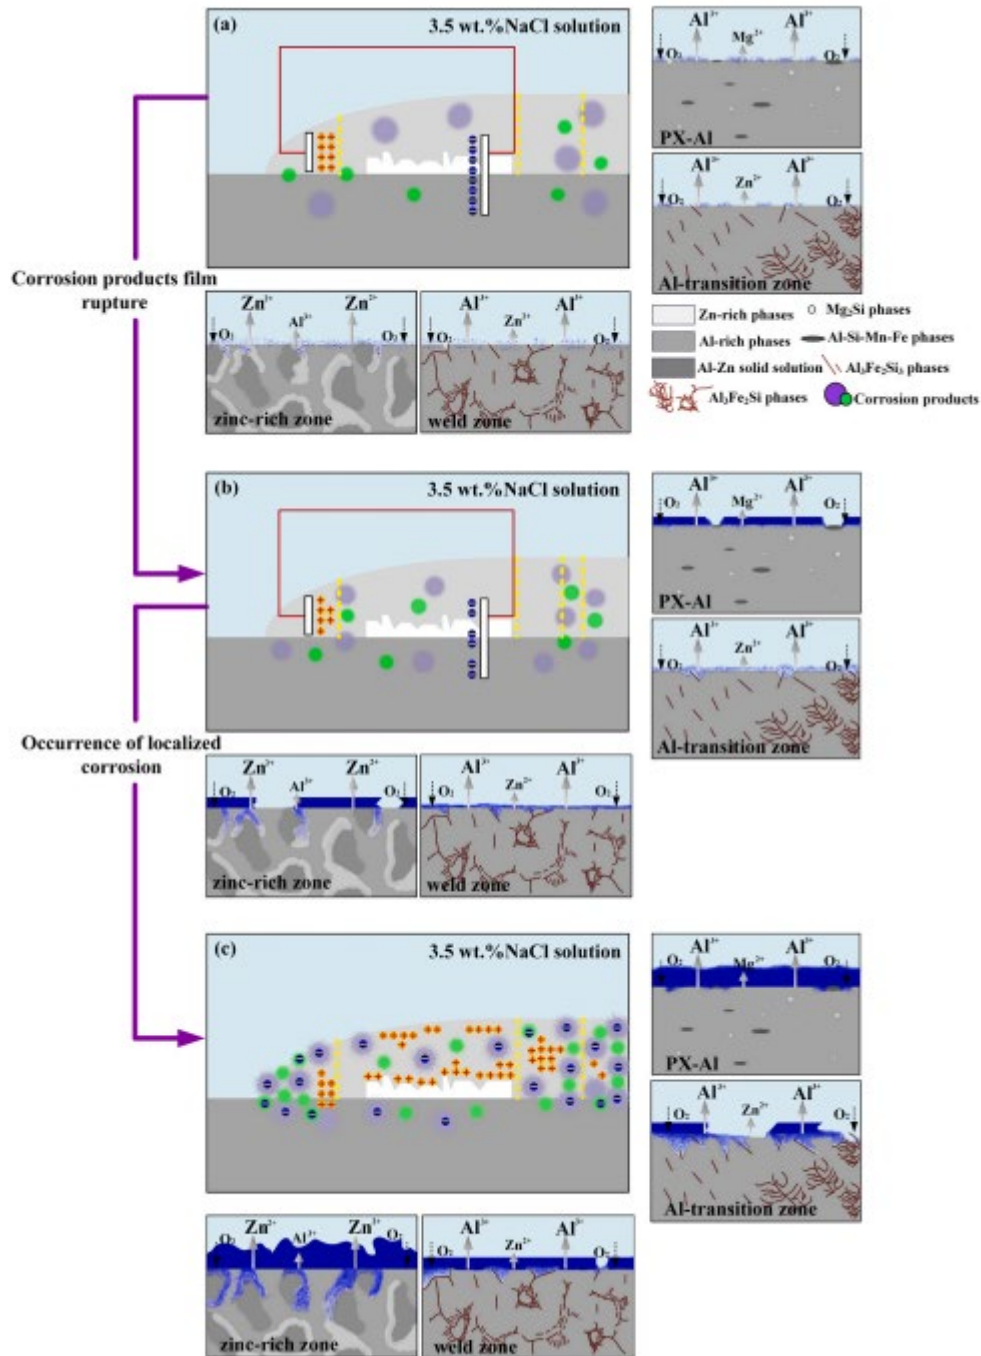 (a)
3.5 wt.%NaCl solution
Al³⁺
Al³⁺
O₂
Mg²⁺
O₂
PX-Al
Al³⁺
Al³⁺
O₂
Zn²⁺
O₂
Al-transition zone
Corrosion products film
rupture
Zn²⁺
Zn²⁺
O₂
Al³⁺
O₂
zinc-rich zone
Al³⁺
Al³⁺
O₂
Zn²⁺
O₂
weld zone
Zn-rich phases
Mg₂Si phases
Al-rich phases
Al-Si-Mn-Fe phases
Al-Zn solid solution
Al₃Fe₂Si₃ phases
Al₃Fe₂Si phases
Corrosion products
(b)
3.5 wt.%NaCl solution
Al³⁺
Al³⁺
O₂
Mg²⁺
O₂
PX-Al
Al³⁺
Al³⁺
O₂
Zn²⁺
O₂
Al-transition zone
Occurrence of localized
corrosion
Zn²⁺
Zn²⁺
O₂
Al³⁺
O₂
zinc-rich zone
Al³⁺
Al³⁺
O₂
Zn²⁺
O₂
weld zone
(c)
3.5 wt.%NaCl solution
Al³⁺
Al³⁺
O₂
Mg²⁺
O₂
PX-Al
Al³⁺
Al³⁺
O₂
Zn²⁺
O₂
Al-transition zone
Zn²⁺
Zn²⁺
O₂
Al³⁺
O₂
zinc-rich zone
Al³⁺
Al³⁺
O₂
Zn²⁺
O₂
weld zone